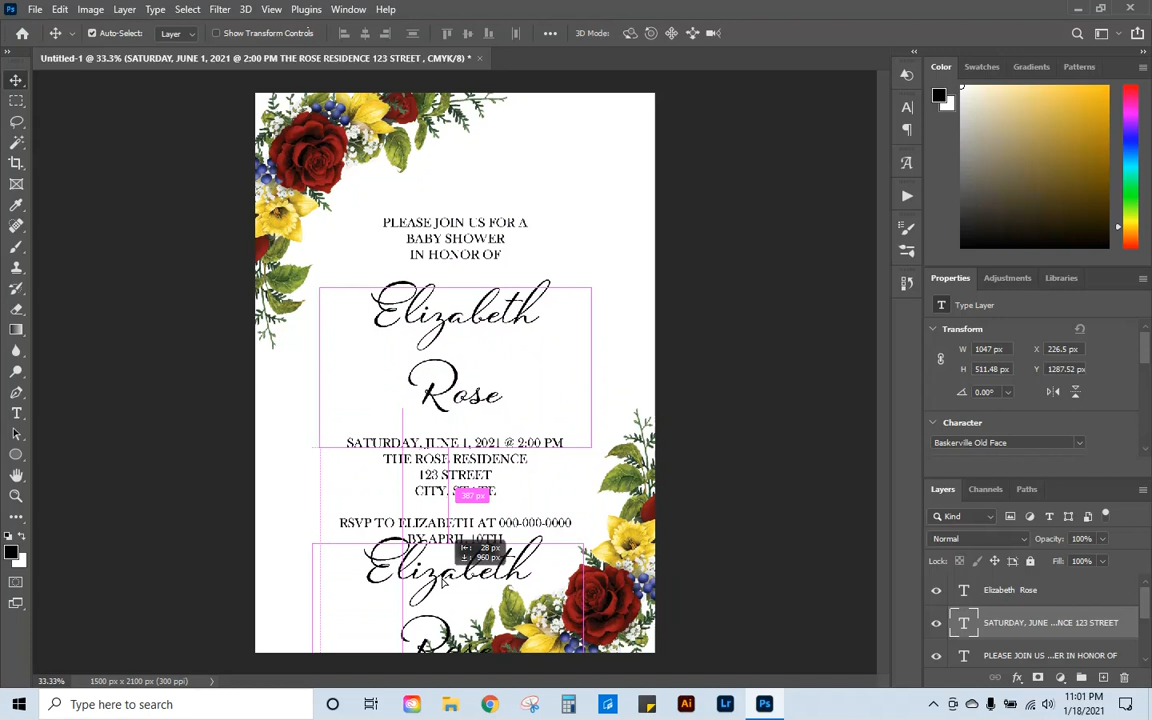 Ps File Edit Image Layer Type Select Filter 3D View Plugins Window Help
Auto-Select: Layer Show Transform Controls 3D Mode:
Untitled-1 @ 33.3% (SATURDAY, JUNE 1, 2021 @ 2:00 PM THE ROSE RESIDENCE 123 STREET , CMYK/8) *
PLEASE JOIN US FOR A
BABY SHOWER
IN HONOR OF
Elizabeth
Rose
SATURDAY, JUNE 1, 2021 @ 2:00 PM
THE ROSE RESIDENCE
123 STREET
CITY, STATE
387 px
RSVP TO ELIZABETH AT 000-000-0000
BY APRIL 10TH
28 px
960 px
Elizabeth
Rose
Color Swatches Gradients Patterns
Properties Adjustments Libraries
T Type Layer
Transform
W 1047 px X 226.5 px
H 511.48 px Y 1287.52 px
0.00°
Character
Baskerville Old Face
Layers Channels Paths
Kind
Normal Opacity: 100%
Lock: Fill: 100%
T Elizabeth Rose
T SATURDAY, JUNE ...NCE 123 STREET
T PLEASE JOIN US ...ER IN HONOR OF
33.33% 1500 px x 2100 px (300 ppi)
Type here to search
Ai Lr Ps
11:01 PM
1/18/2021